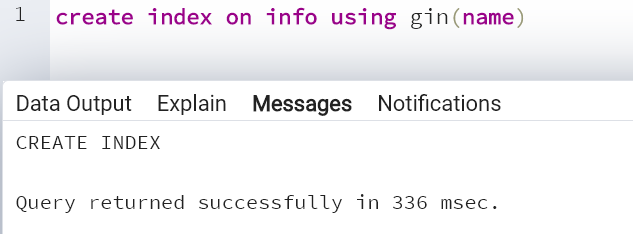 1 create index on info using gin(name)
Data Output Explain Messages Notifications
CREATE INDEX
Query returned successfully in 336 msec.